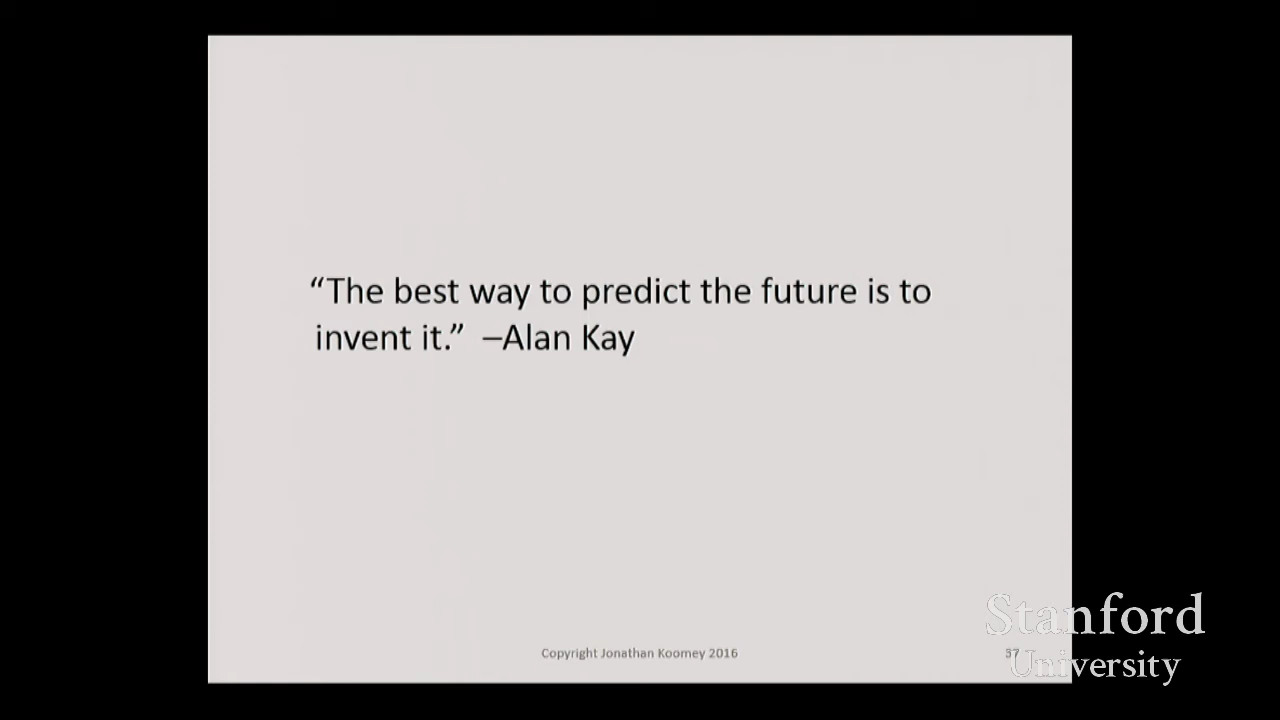 “The best way to predict the future is to
invent it.” –Alan Kay
Copyright Jonathan Koomey 2016
Stanford
University